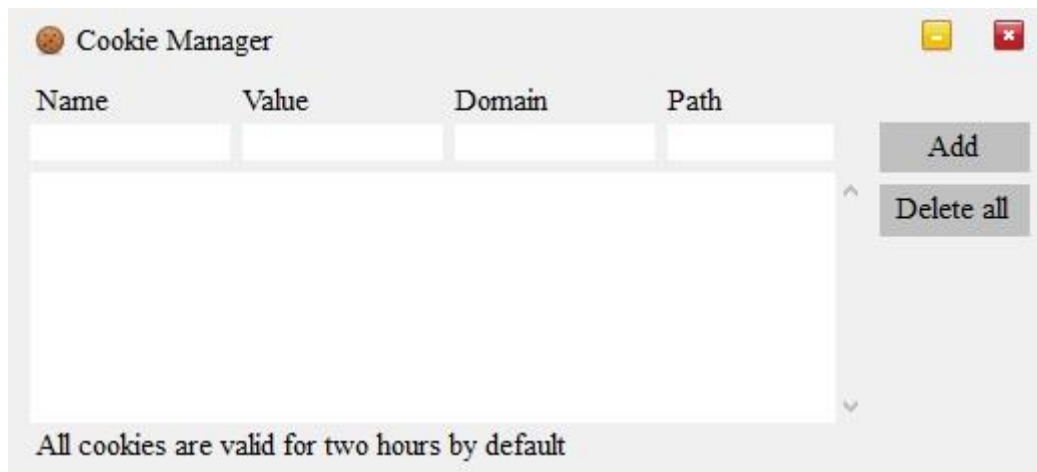 Cookie Manager
Name Value Domain Path
Add
Delete all
All cookies are valid for two hours by default